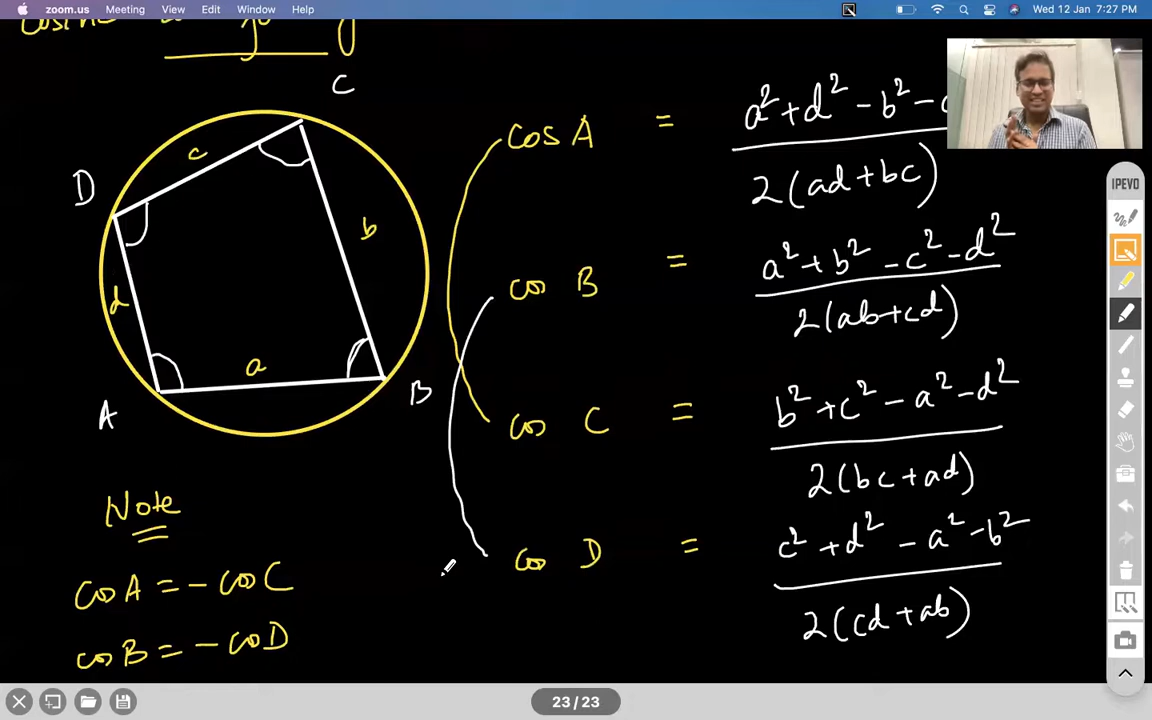 zoom.us Meeting View Edit Window Help Wed 12 Jan 7:27 PM
C
D
c
b
d
a
A
B
cos A = a² + d² - b² -
2(ad + bc)
cos B = a² + b² - c² - d²
2(ab + cd)
cos C = b² + c² - a² - d²
2(bc + ad)
cos D = c² + d² - a² - b²
2(cd + ab)
Note
cos A = - cos C
cos B = - cos D
IPEVO
23/23